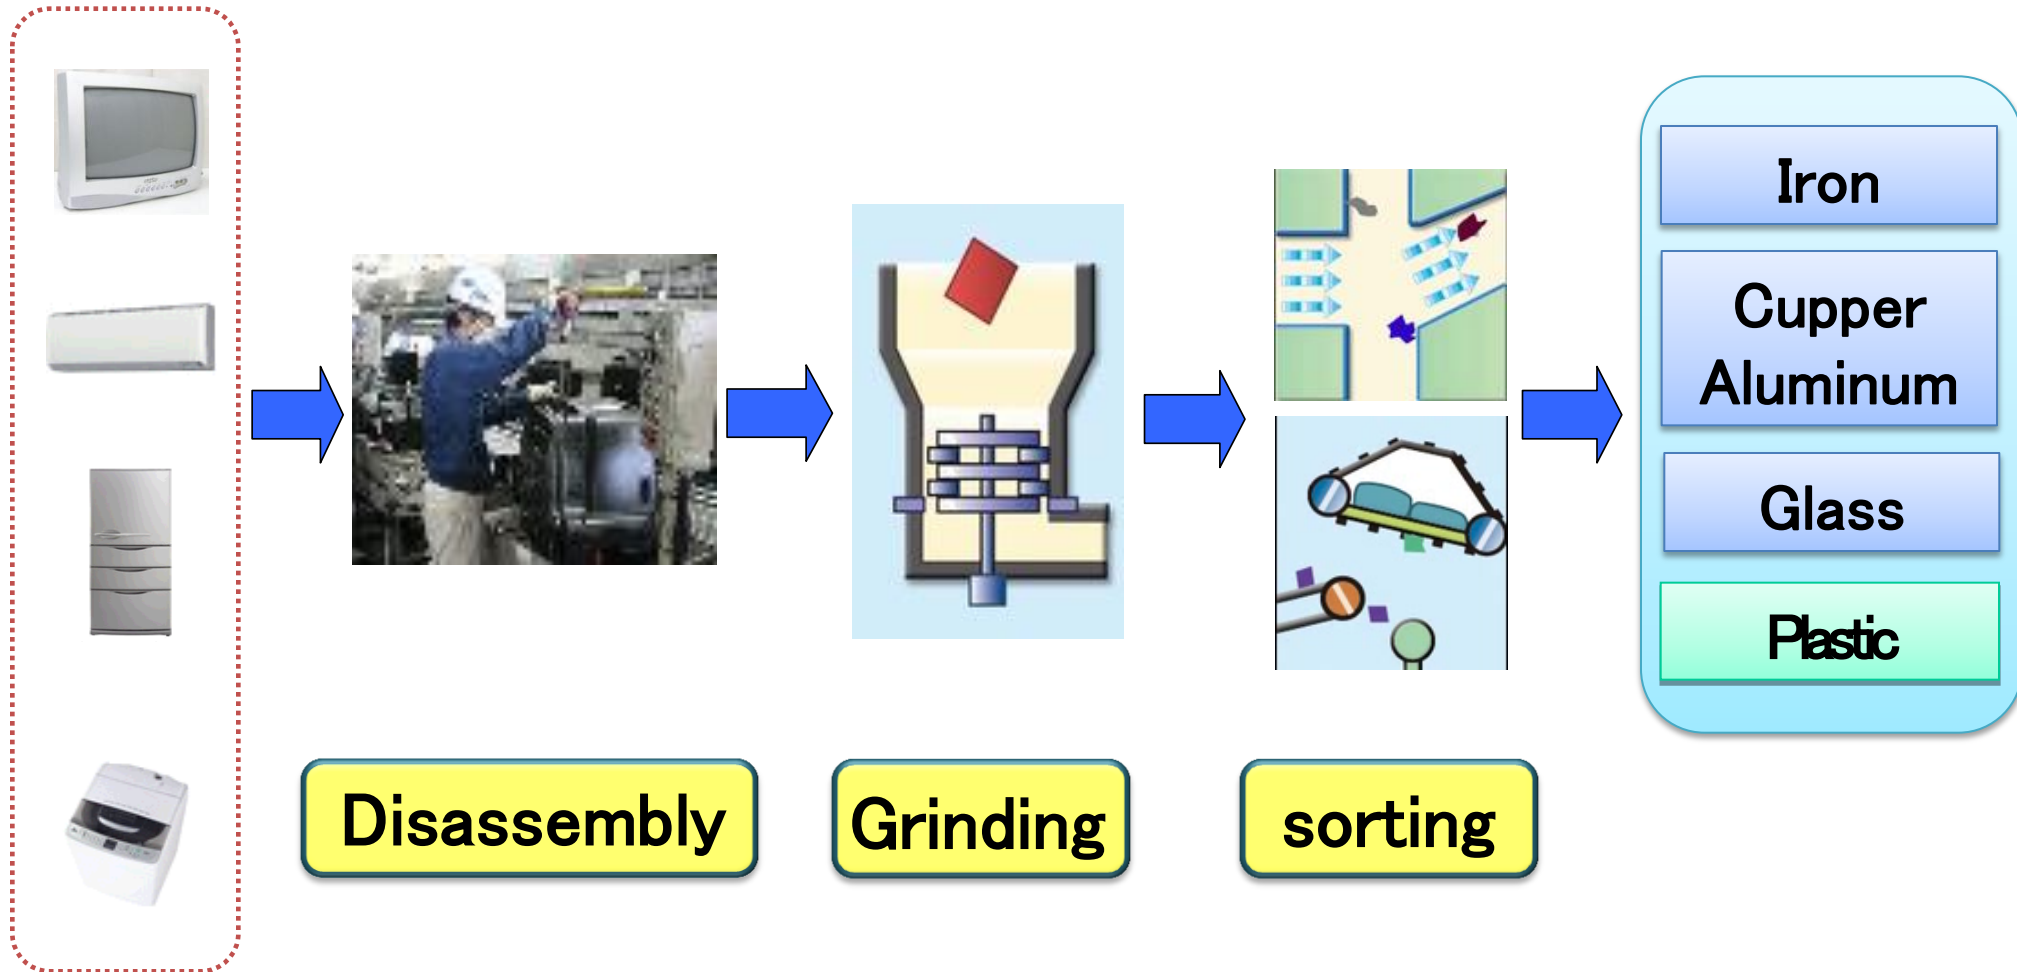 Iron
Cupper
Aluminum
Glass
Plastic
Disassembly
Grinding
sorting